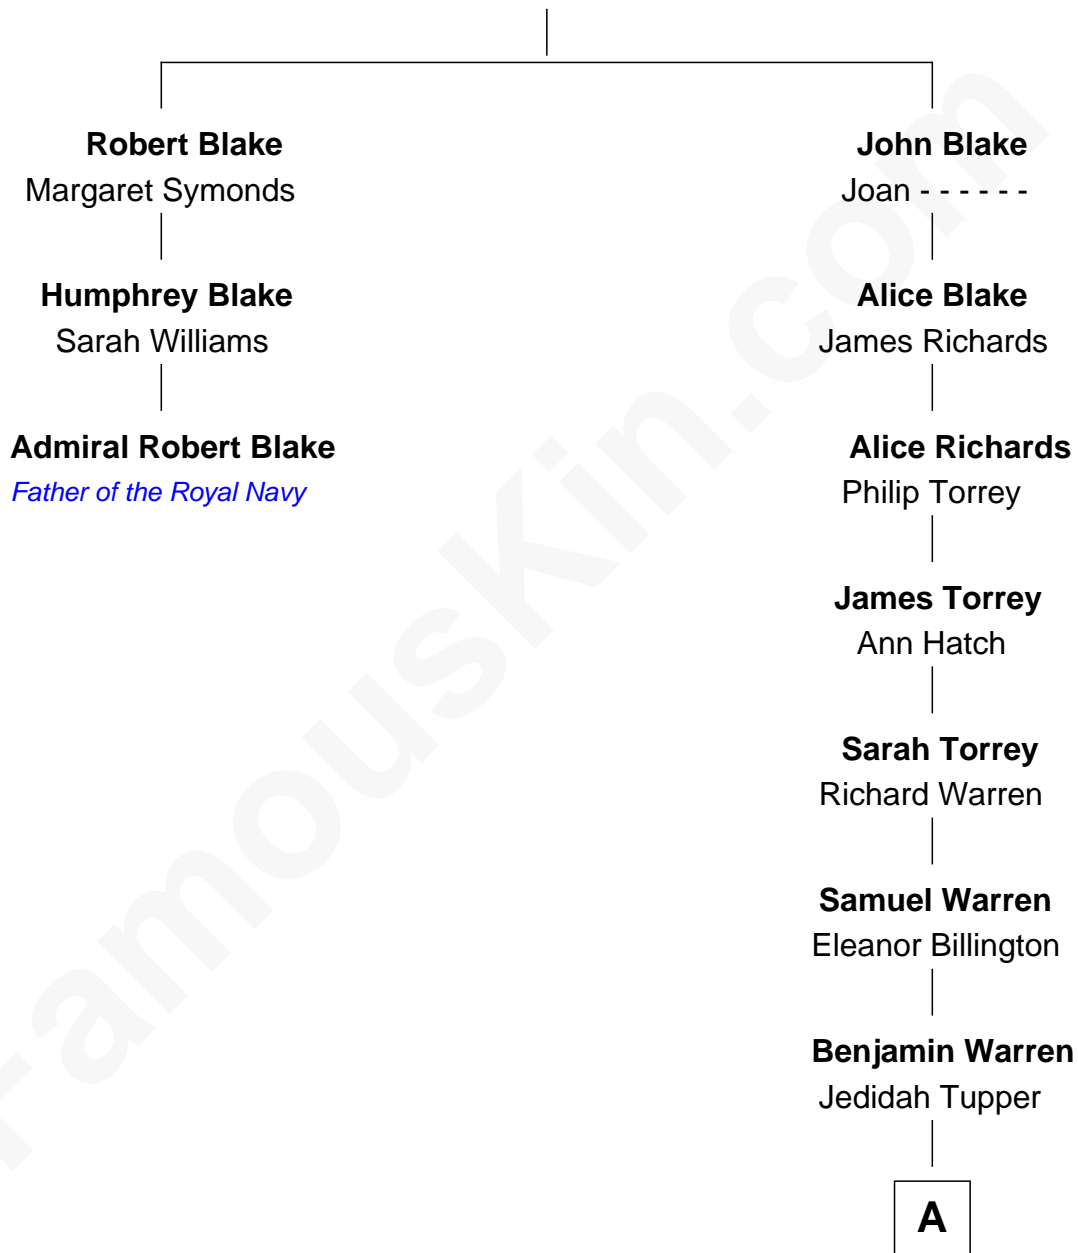 Robert Blake
Margaret Symonds
Humphrey Blake
Sarah Williams
Admiral Robert Blake
Father of the Royal Navy
John Blake
Joan - - - - - -
Alice Blake
James Richards
Alice Richards
Philip Torrey
James Torrey
Ann Hatch
Sarah Torrey
Richard Warren
Samuel Warren
Eleanor Billington
Benjamin Warren
Jedidah Tupper
A
FamousKin.com